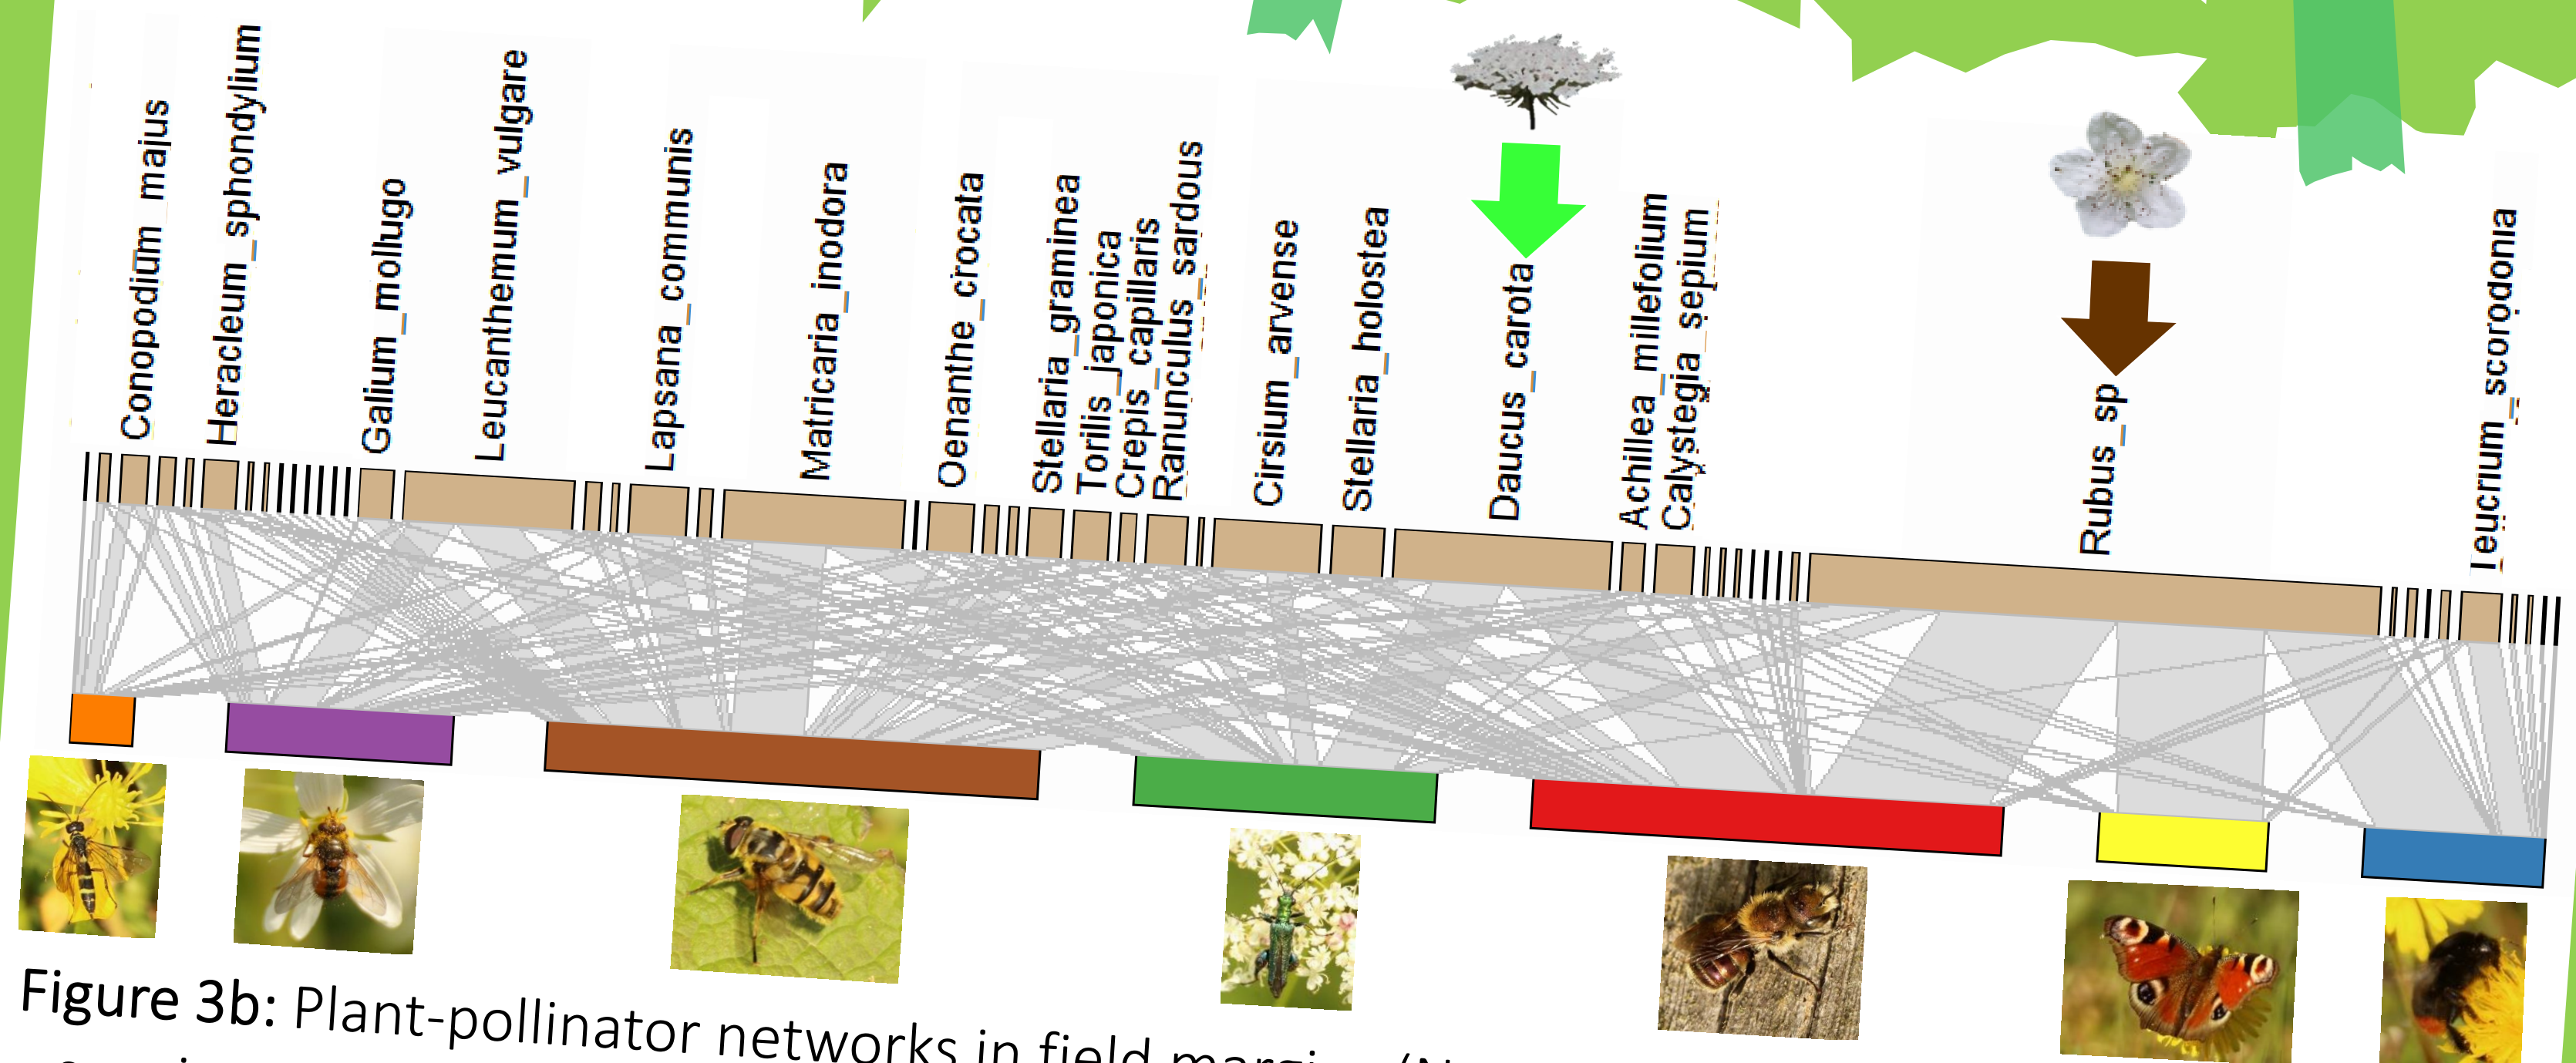 Conopodium_majus
Heracleum_sphondylium
Galium_mollugo
Leucanthemum_vulgare
Lapsana_communis
Matricaria_inodora
Oenanthe_crocata
Stellaria_graminea
Torilis_japonica
Crepis_capillaris
Ranunculus_sardous
Cirsium_arvense
Stellaria_holostea
Daucus_carota
Achillea_millefolium
Calystegia_sepium
Rubus_sp
Teucrium_scorodonia
Figure 3b: Plant-pollinator networks in field